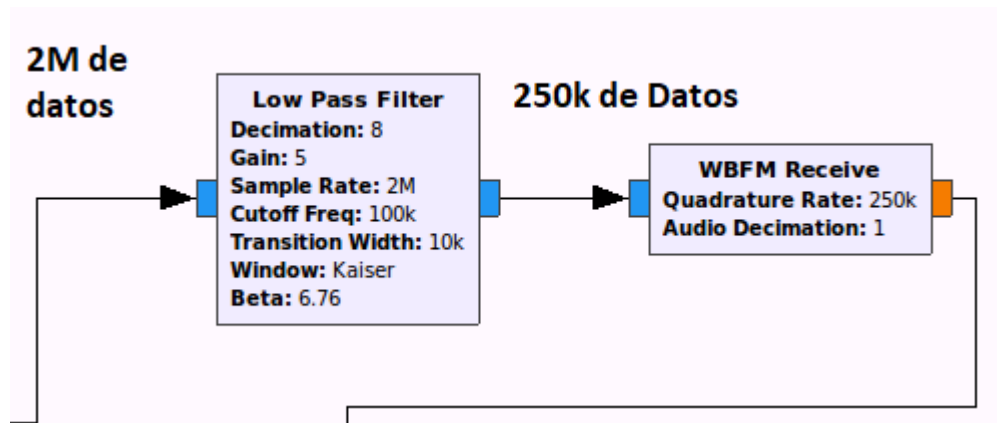 2M de
datos
Low Pass Filter
Decimation: 8
Gain: 5
Sample Rate: 2M
Cutoff Freq: 100k
Transition Width: 10k
Window: Kaiser
Beta: 6.76
250k de Datos
WBFM Receive
Quadrature Rate: 250k
Audio Decimation: 1